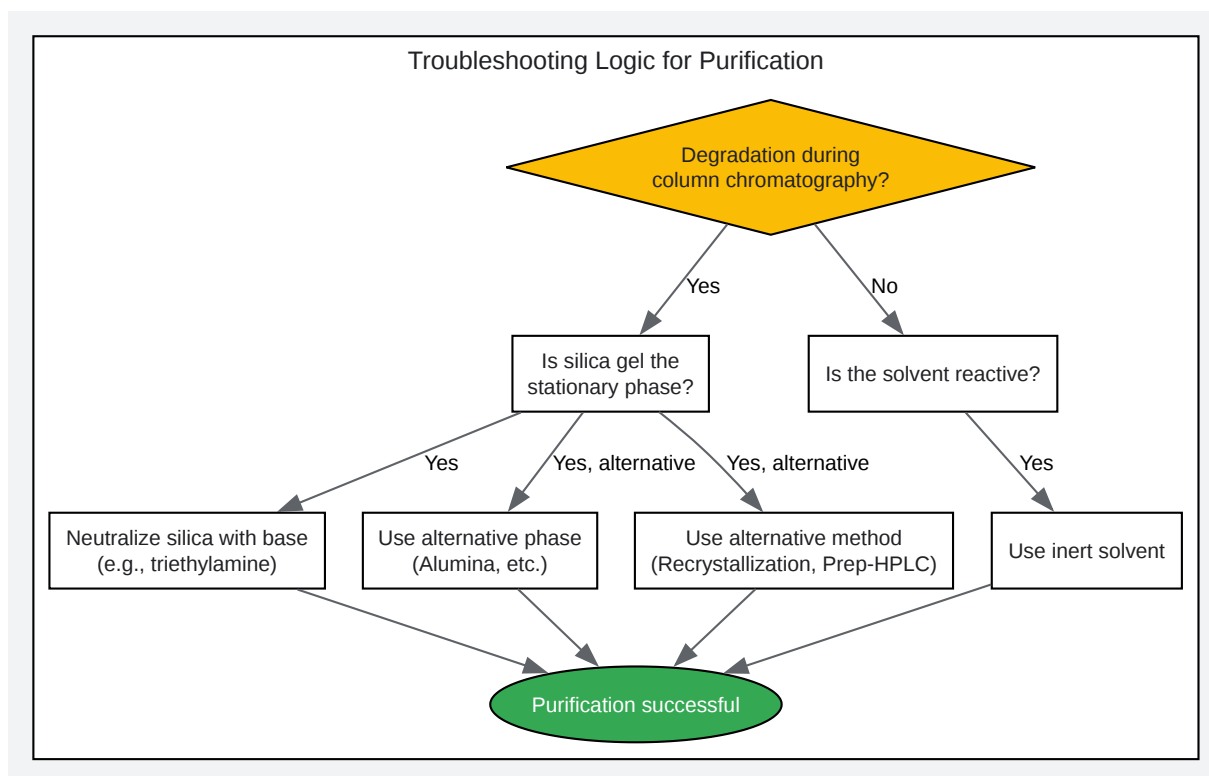 Troubleshooting Logic for Purification
Degradation during
column chromatography?
Yes
No
Is silica gel the
stationary phase?
Is the solvent reactive?
Yes
Yes, alternative
Yes, alternative
Yes
Neutralize silica with base
(e.g., triethylamine)
Use alternative phase
(Alumina, etc.)
Use alternative method
(Recrystallization, Prep-HPLC)
Use inert solvent
Purification successful